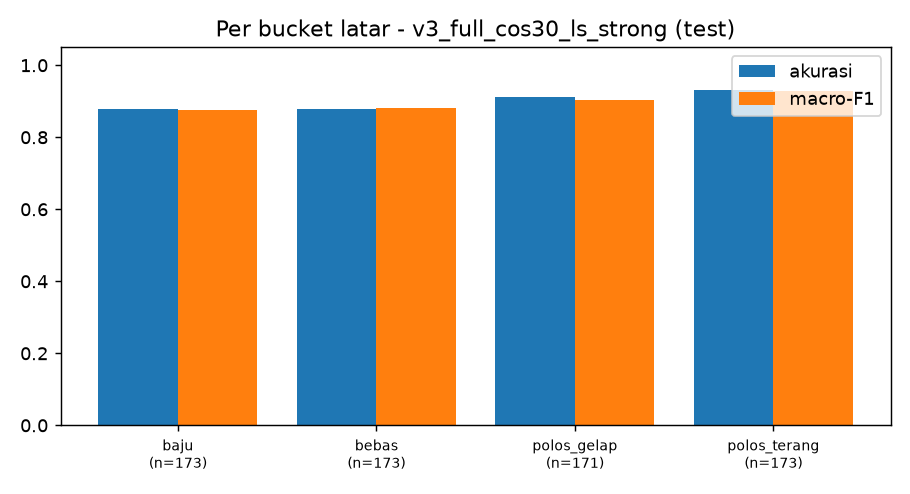 Per bucket latar - v3_full_cos30_ls_strong (test)
akurasi
macro-F1
1.0
0.8
0.6
0.4
0.2
0.0
baju
(n=173)
bebas
(n=173)
polos_gelap
(n=171)
polos_terang
(n=173)